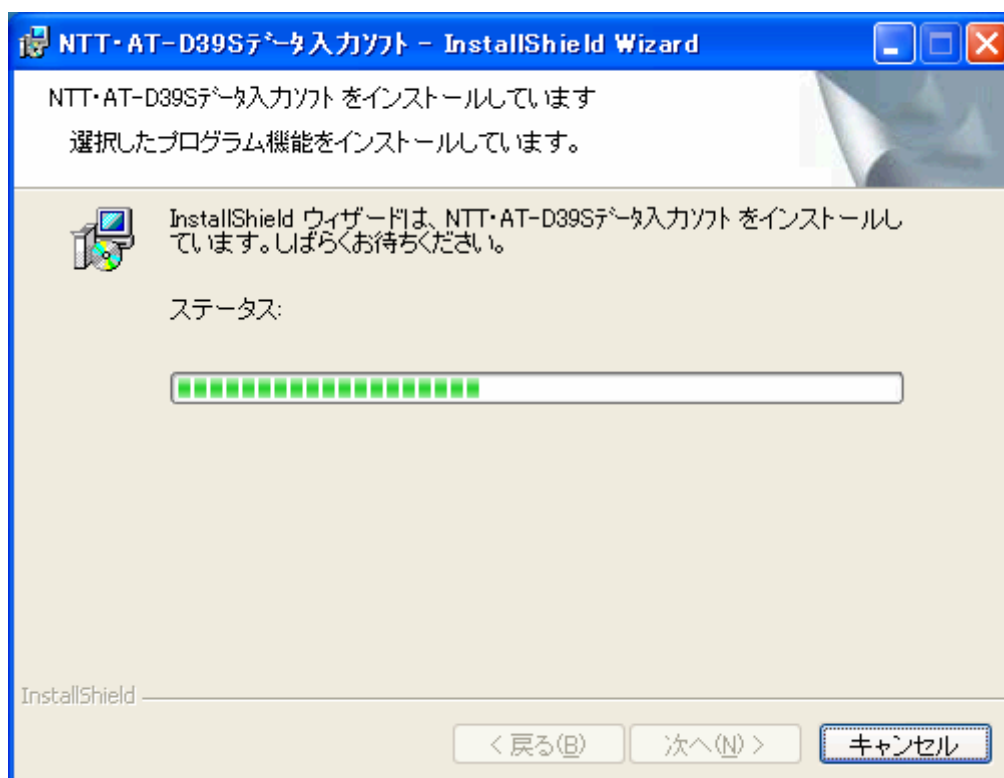 NTT・AT-D39Sﾃﾞｰﾀ入力ｿﾌﾄ - InstallShield Wizard
NTT・AT-D39Sﾃﾞｰﾀ入力ｿﾌﾄ をインストールしています
選択したプログラム機能をインストールしています。
InstallShield ウィザードは、NTT・AT-D39Sﾃﾞｰﾀ入力ｿﾌﾄ をインストールし
ています。しばらくお待ちください。
ステータス:
InstallShield
< 戻る(B) 次へ(N) > キャンセル